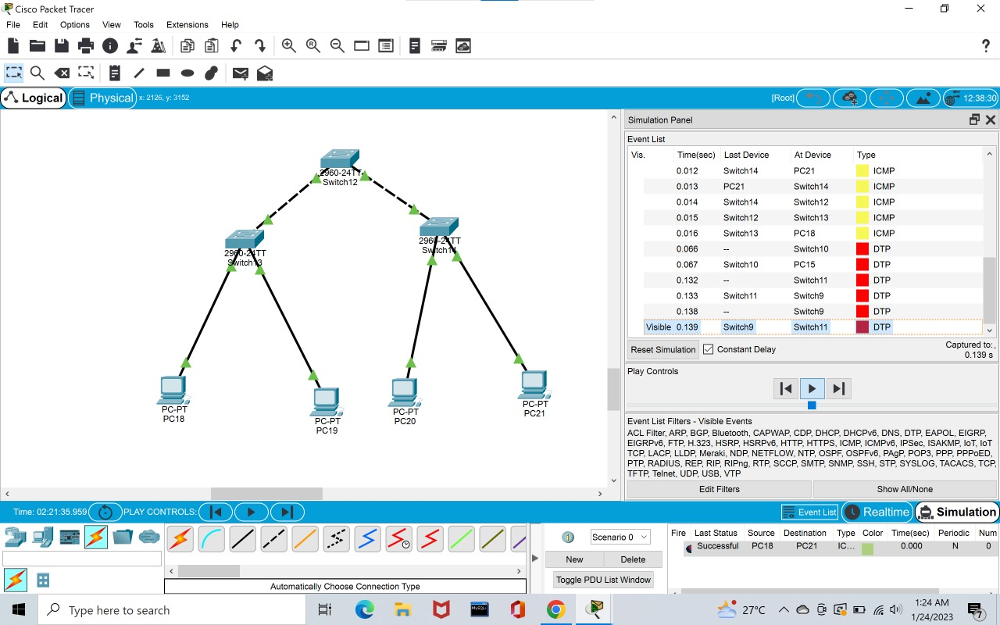 Cisco Packet Tracer
File Edit Options View Tools Extensions Help
Logical Physical x: 2126, y: 3152 [Root] 12:38:30
2960-24TT
Switch12
2960-24TT
Switch13
2960-24TT
Switch14
PC-PT
PC18
PC-PT
PC19
PC-PT
PC20
PC-PT
PC21
Simulation Panel
Event List
Vis. Time(sec) Last Device At Device Type
0.012 Switch14 PC21 ICMP
0.013 PC21 Switch14 ICMP
0.014 Switch14 Switch12 ICMP
0.015 Switch12 Switch13 ICMP
0.016 Switch13 PC18 ICMP
0.066 -- Switch10 DTP
0.067 Switch10 PC15 DTP
0.132 -- Switch11 DTP
0.133 Switch11 Switch9 DTP
0.138 -- Switch9 DTP
Visible 0.139 Switch9 Switch11 DTP
Reset Simulation Constant Delay Captured to:
0.139 s
Play Controls
Event List Filters - Visible Events
ACL Filter, ARP, BGP, Bluetooth, CAPWAP, CDP, DHCP, DHCPv6, DNS, DTP, EAPOL, EIGRP,
EIGRPv6, FTP, H.323, HSRP, HSRPv6, HTTP, HTTPS, ICMP, ICMPv6, IPSec, ISAKMP, IoT, IoT
TCP, LACP, LLDP, Meraki, NDP, NETFLOW, NTP, OSPF, OSPFv6, PAgP, POP3, PPP, PPPoED,
PTP, RADIUS, REP, RIP, RIPng, RTP, SCCP, SMTP, SNMP, SSH, STP, SYSLOG, TACACS, TCP,
TFTP, Telnet, UDP, USB, VTP
Edit Filters Show All/None
Time: 02:21:35.959 PLAY CONTROLS: Event List Realtime Simulation
Automatically Choose Connection Type
Scenario 0
New Delete
Toggle PDU List Window
Fire Last Status Source Destination Type Color Time(sec) Periodic Num
Successful PC18 PC21 IC... 0.000 N 0
Type here to search
MySQL
27°C
1:24 AM
1/24/2023
7